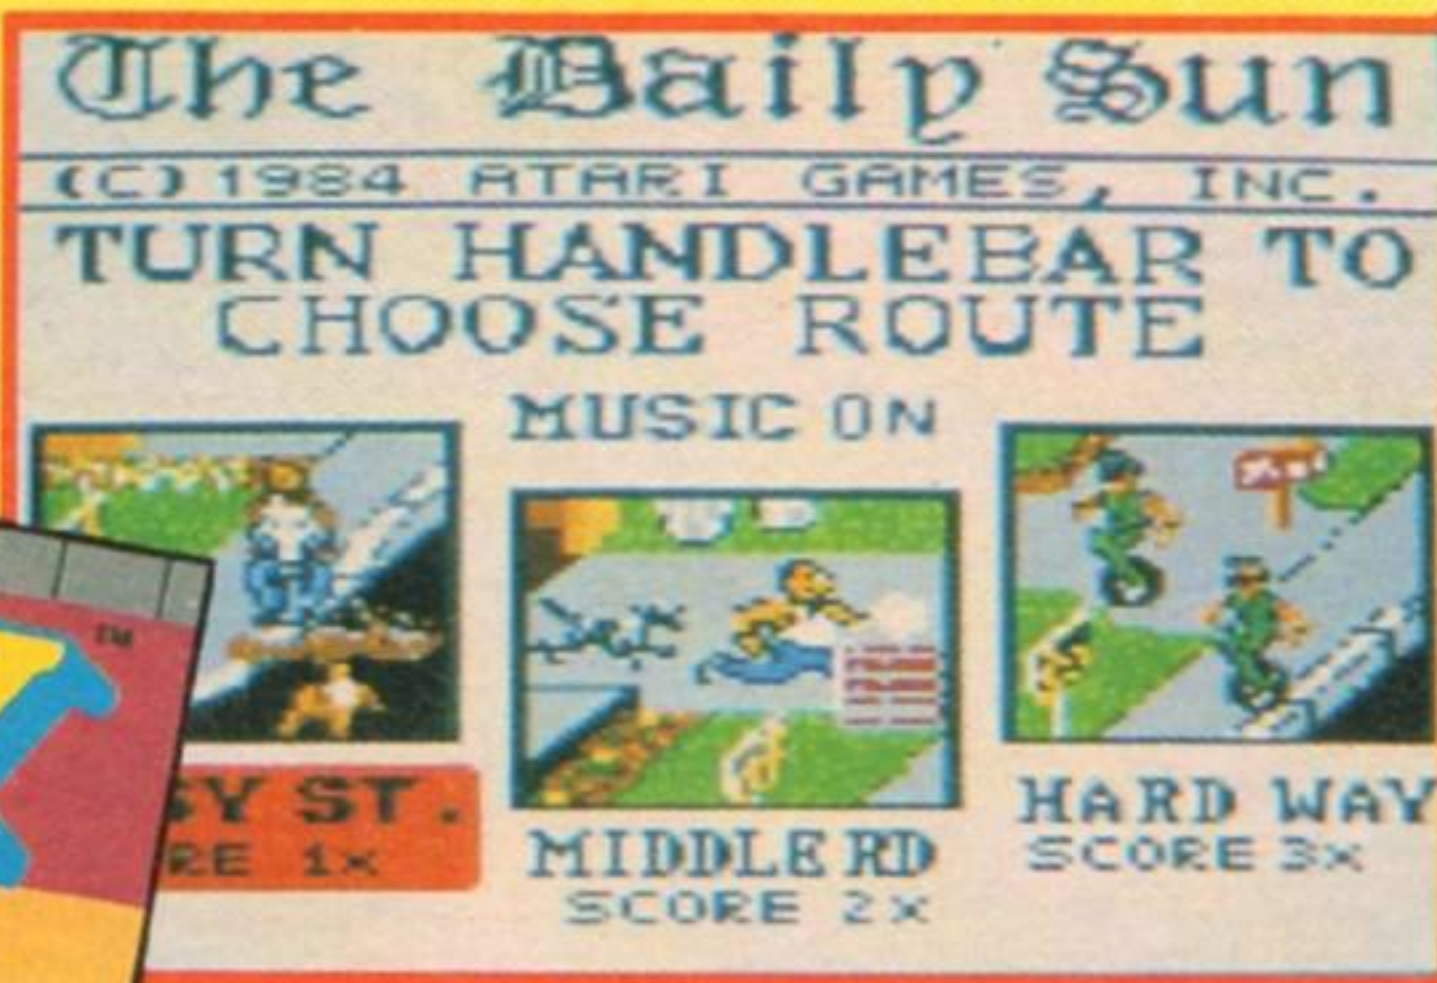 The Daily Sun
(C) 1984 ATARI GAMES, INC.
TURN HANDLEBAR TO
CHOOSE ROUTE
MUSIC ON
SY ST.
RE 1x
MIDDLE RD
SCORE 2x
HARD WAY
SCORE 3x
TM